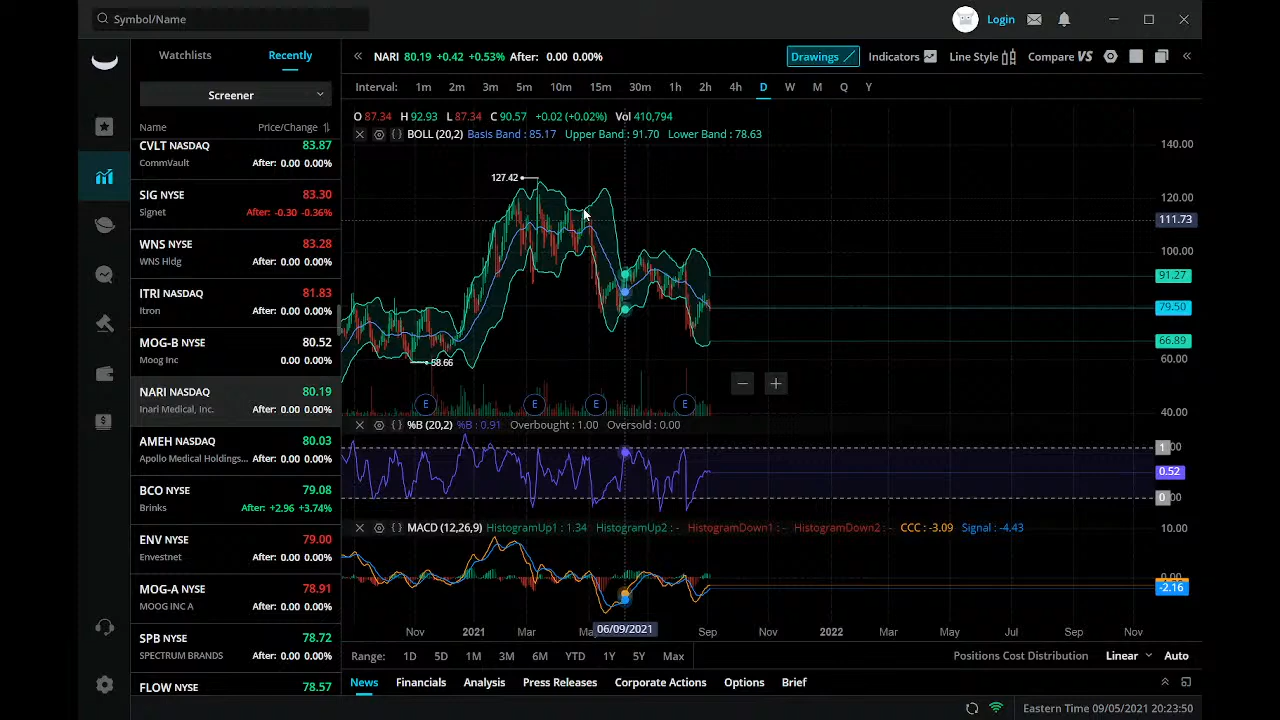 Symbol/Name
Login
Watchlists Recently
Screener
Name Price/Change
CVLT NASDAQ 83.87
CommVault After: 0.00 0.00%
SIG NYSE 83.30
Signet After: -0.30 -0.36%
WNS NYSE 83.28
WNS Hldg After: 0.00 0.00%
ITRI NASDAQ 81.83
Itron After: 0.00 0.00%
MOG-B NYSE 80.52
Moog Inc 0.00 0.00%
NARI NASDAQ 80.19
Inari Medical, Inc. After: 0.00 0.00%
AMEH NASDAQ 80.03
Apollo Medical Holdings... After: 0.00 0.00%
BCO NYSE 79.08
Brinks After: +2.96 +3.74%
ENV NYSE 79.00
Envestnet After: 0.00 0.00%
MOG-A NYSE 78.91
MOOG INC A After: 0.00 0.00%
SPB NYSE 78.72
SPECTRUM BRANDS After: 0.00 0.00%
FLOW NYSE 78.57
NARI 80.19 +0.42 +0.53% After: 0.00 0.00%
Drawings Indicators Line Style Compare VS
Interval: 1m 2m 3m 5m 10m 15m 30m 1h 2h 4h D W M Q Y
O 87.34 H 92.93 L 87.34 C 90.57 +0.02 (+0.02%) Vol 410,794
BOLL (20,2) Basis Band : 85.17 Upper Band : 91.70 Lower Band : 78.63
140.00
127.42
120.00
111.73
100.00
91.27
79.50
66.89
58.66
60.00
E E E E
40.00
%B (20,2) %B : 0.91 Overbought : 1.00 Oversold : 0.00
1
0.52
0
MACD (12,26,9) HistogramUp1 : 1.34 HistogramUp2 : - HistogramDown1 : - HistogramDown2 : - CCC : -3.09 Signal : -4.43
10.00
-2.16
Nov 2021 Mar 06/09/2021 Sep Nov 2022 Mar May Jul Sep Nov
Range: 1D 5D 1M 3M 6M YTD 1Y 5Y Max
Positions Cost Distribution Linear Auto
News Financials Analysis Press Releases Corporate Actions Options Brief
Eastern Time 09/05/2021 20:23:50